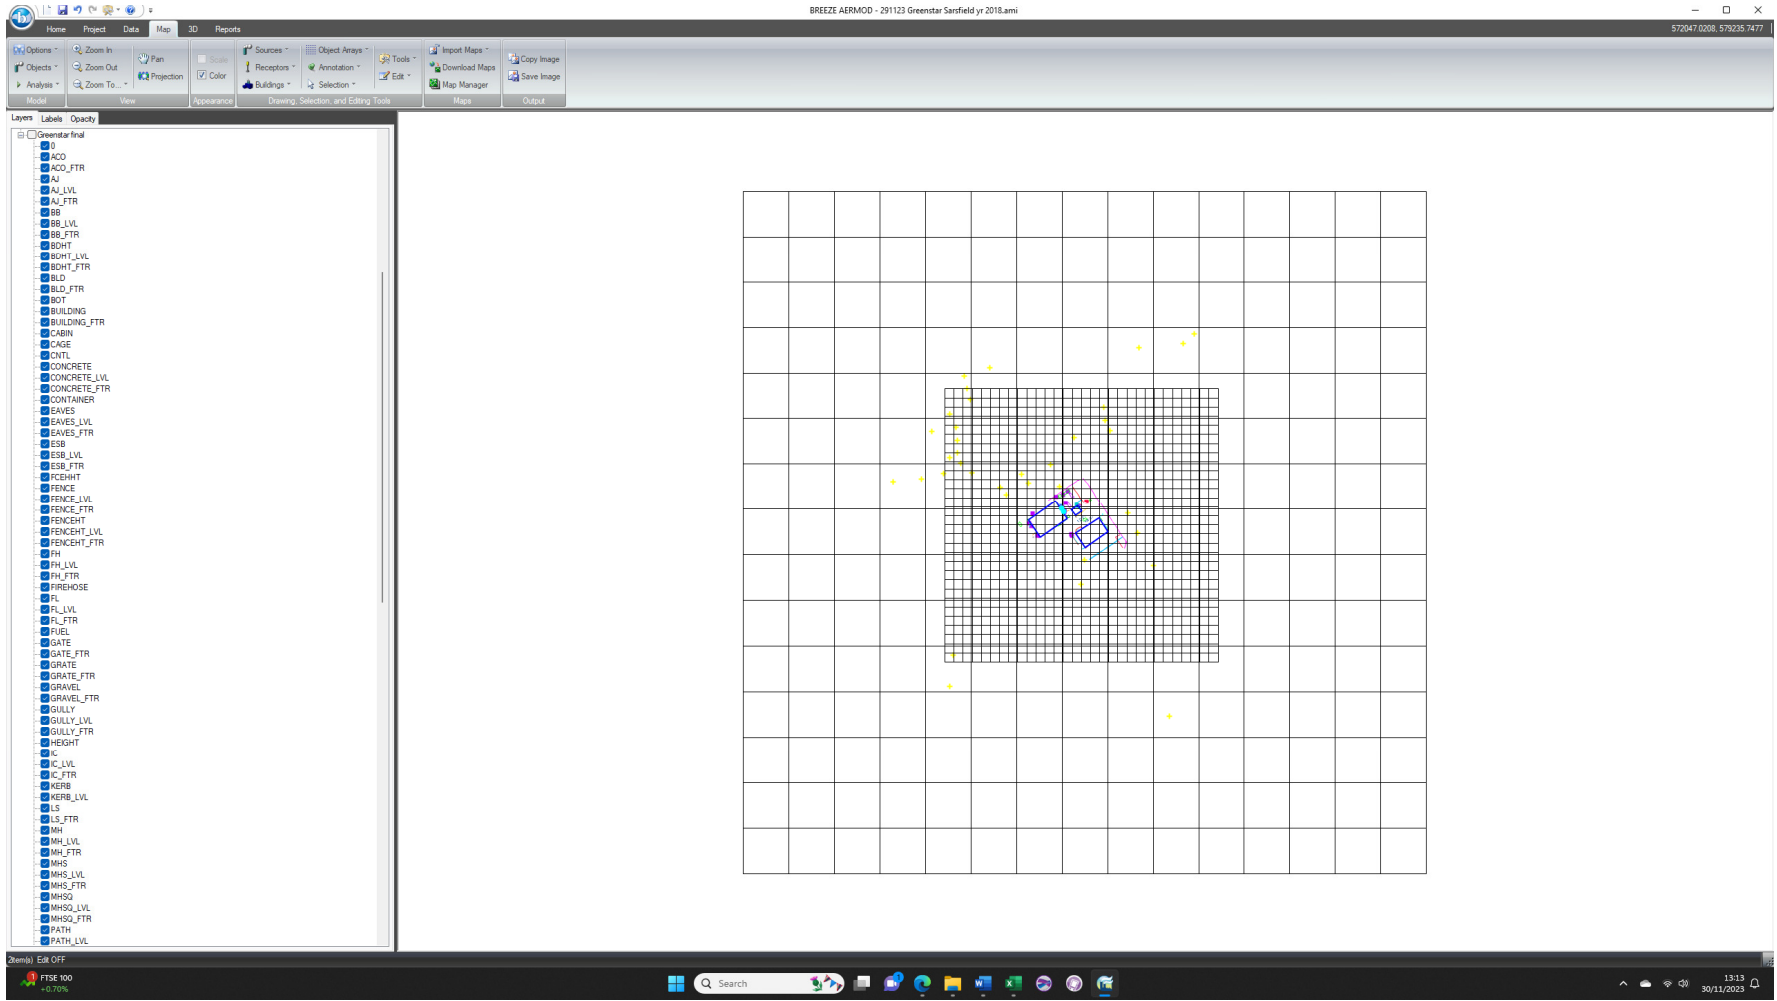 BREEZE AERMOD - 291123 Greenstar Sarsfield yr 2018.ami
Home Project Data Map 3D Reports
572047.0208; 579235.7477
Options
Objects
Analysis
Model
Zoom In
Zoom Out
Zoom To...
Pan
Projection
View
Scale
Color
Appearance
Sources
Receptors
Buildings
Object Arrays
Annotation
Selection
Tools
Edit
Drawing, Selection, and Editing Tools
Import Maps
Download Maps
Map Manager
Maps
Copy Image
Save Image
Output
Layers Labels Opacity
Greenstar final
0
ACO
ACO_FTR
AJ
AJ_LVL
AJ_FTR
BB
BB_LVL
BB_FTR
BDHT
BDHT_LVL
BDHT_FTR
BLD
BLD_FTR
BOT
BUILDING
BUILDING_FTR
CABIN
CAGE
CNTL
CONCRETE
CONCRETE_LVL
CONCRETE_FTR
CONTAINER
EAVES
EAVES_LVL
EAVES_FTR
ESB
ESB_LVL
ESB_FTR
FCEHHT
FENCE
FENCE_LVL
FENCE_FTR
FENCEHT
FENCEHT_LVL
FENCEHT_FTR
FH
FH_LVL
FH_FTR
FIREHOSE
FL
FL_LVL
FL_FTR
FUEL
GATE
GATE_FTR
GRATE
GRATE_FTR
GRAVEL
GRAVEL_FTR
GULLY
GULLY_LVL
GULLY_FTR
HEIGHT
IC
IC_LVL
IC_FTR
KERB
KERB_LVL
LS
LS_FTR
MH
MH_LVL
MH_FTR
MHS
MHS_LVL
MHS_FTR
MHSQ
MHSQ_LVL
MHSQ_FTR
PATH
PATH_LVL
2Item(s) Edit OFF
1
FTSE 100
+0.70%
Search
1
13:13
30/11/2023